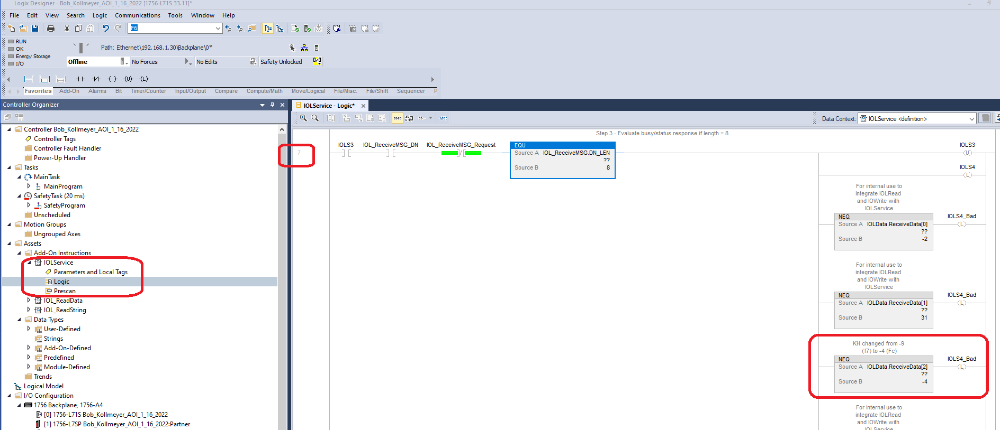 Logix Designer - Bob_Kollmeyer_AOI_1_16_2022 [1756-L71S 33.11]*
File Edit View Search Logic Communications Tools Window Help
F6
RUN
OK
Energy Storage
I/O
Path: Ethernet\192.168.1.30\Backplane\0*
Offline No Forces No Edits Safety Unlocked
Favorites Add-On Alarms Bit Timer/Counter Input/Output Compare Compute/Math Move/Logical File/Misc. File/Shift Sequencer
Controller Organizer
Controller Bob_Kollmeyer_AOI_1_16_2022
Controller Tags
Controller Fault Handler
Power-Up Handler
Tasks
MainTask
MainProgram
SafetyTask (20 ms)
SafetyProgram
Unscheduled
Motion Groups
Ungrouped Axes
Assets
Add-On Instructions
IOLService
Parameters and Local Tags
Logic
Prescan
IOL_ReadData
IOL_ReadString
Data Types
User-Defined
Strings
Add-On-Defined
Predefined
Module-Defined
Trends
Logical Model
I/O Configuration
1756 Backplane, 1756-A4
[0] 1756-L71S Bob_Kollmeyer_AOI_1_16_2022
[1] 1756-L7SP Bob_Kollmeyer_AOI_1_16_2022:Partner
IOLService - Logic*
abcd ab...
Data Context: IOLService <definition>
Step 3 - Evaluate busy/status response if length = 8
7
IOLS3 IOL_ReceiveMSG_DN IOL_ReceiveMSG_Request
EQU
Source A IOL_ReceiveMSG.DN_LEN
??
Source B 8
IOLS3
U
IOLS4
L
For internal use to
integrate IOLRead
and IOWrite with
IOLService
NEQ
Source A IOLData.ReceiveData[0]
??
Source B -2
IOLS4_Bad
L
For internal use to
integrate IOLRead
and IOWrite with
IOLService
NEQ
Source A IOLData.ReceiveData[1]
??
Source B 31
IOLS4_Bad
L
KH changed from -9
(f7) to -4 (Fc)
NEQ
Source A IOLData.ReceiveData[2]
??
Source B -4
IOLS4_Bad
L
For internal use to
integrate IOLRead
and IOWrite with
IOLService